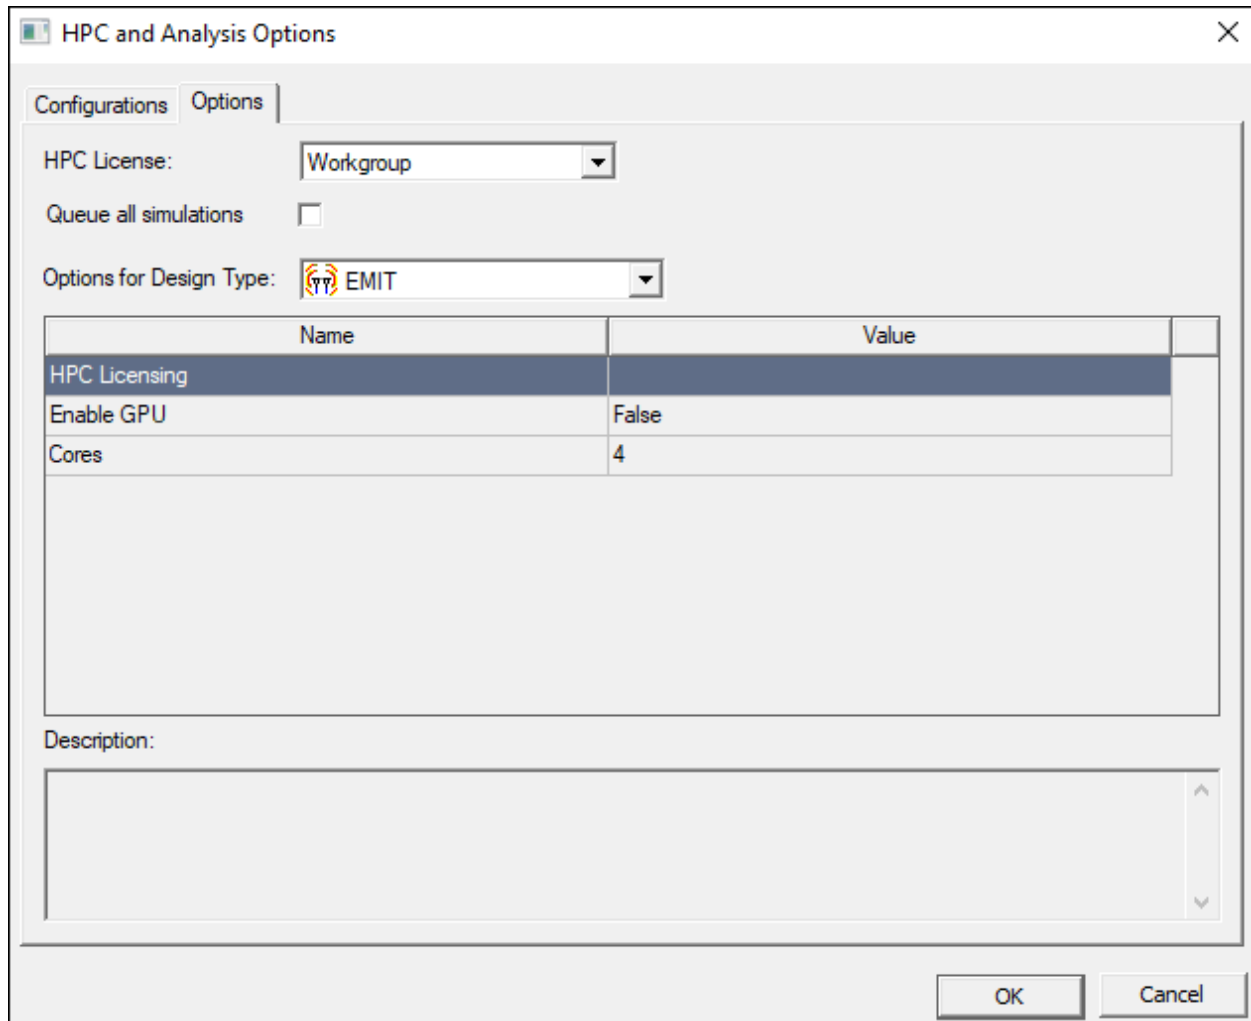 HPC and Analysis Options
Configurations Options
HPC License: Workgroup
Queue all simulations
Options for Design Type: EMIT
Name Value
HPC Licensing
Enable GPU False
Cores 4
Description:
OK Cancel